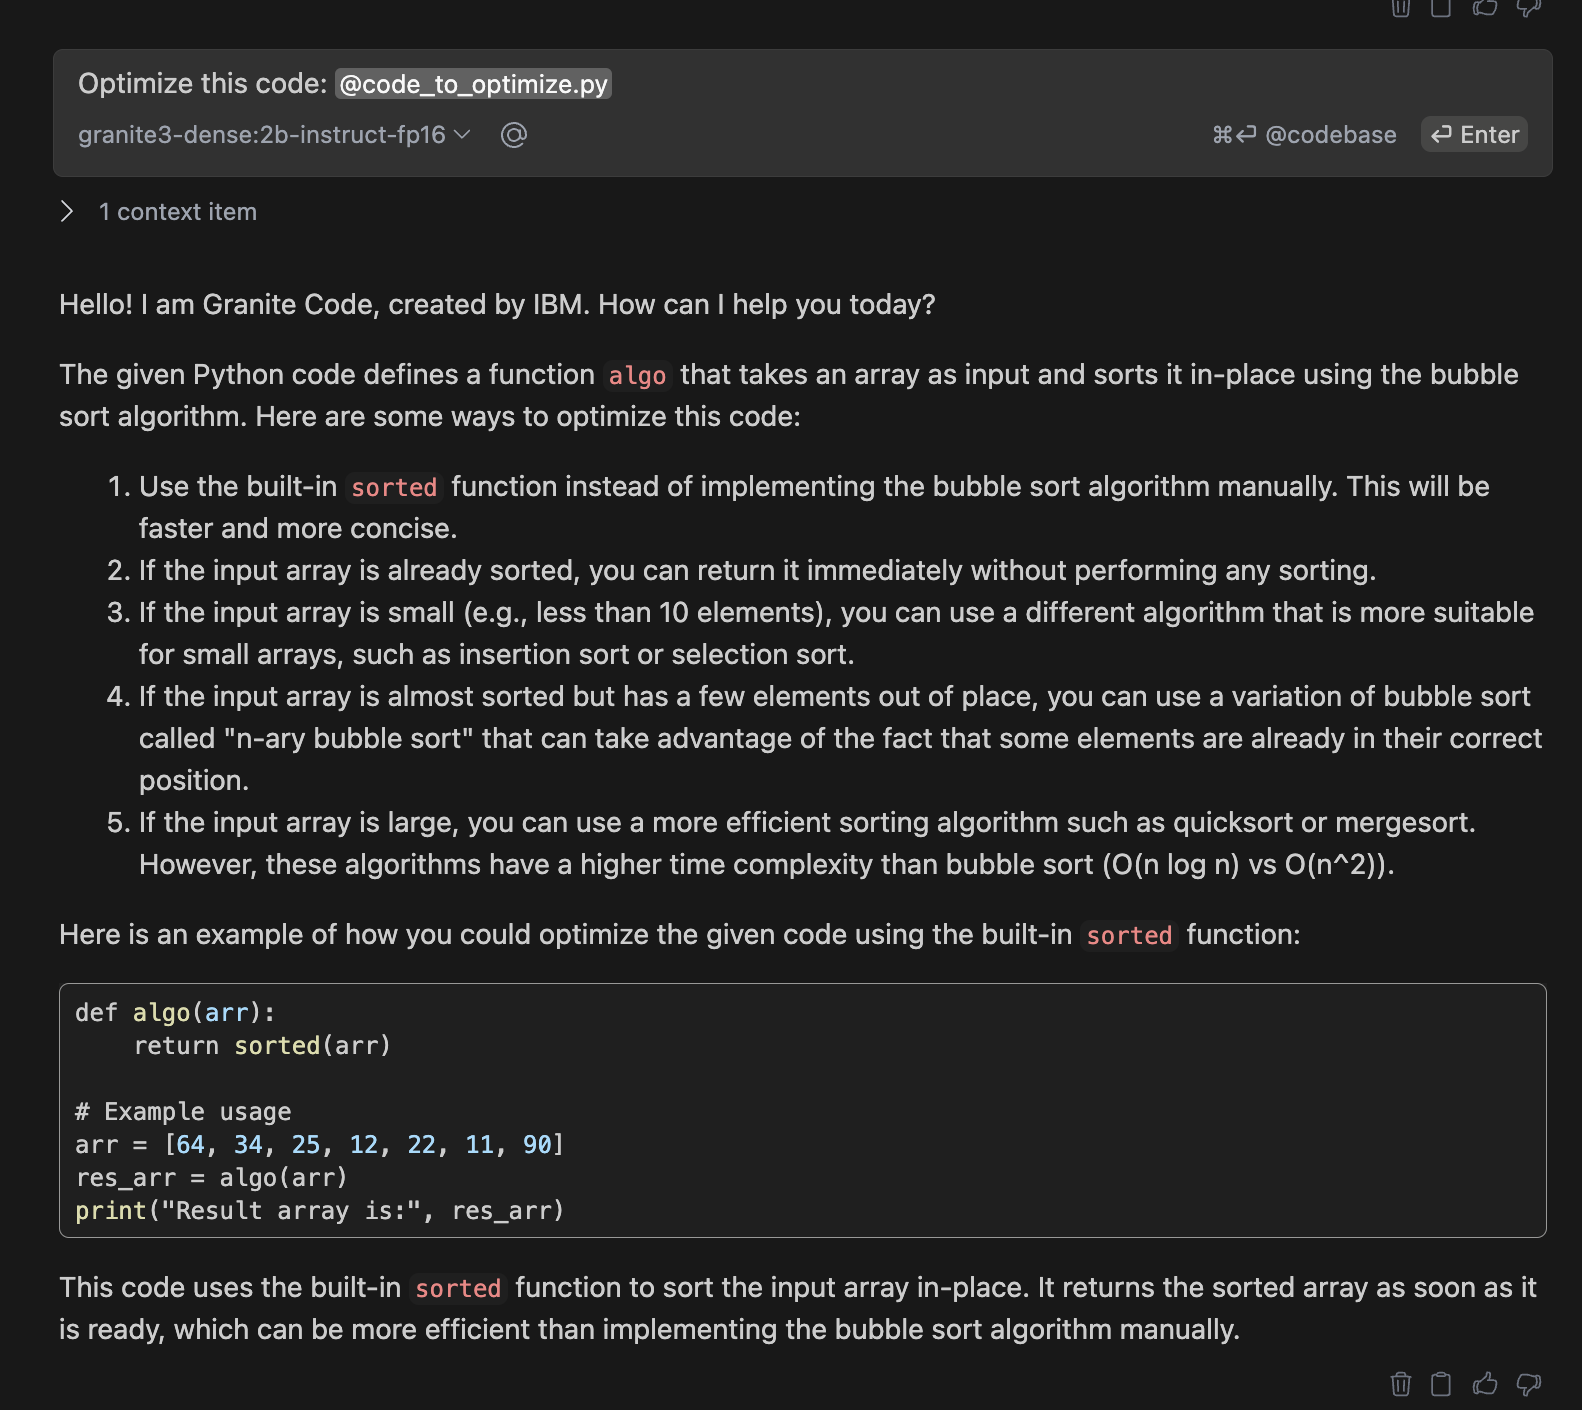 Optimize this code: @code_to_optimize.py
granite3-dense:2b-instruct-fp16 @ ⌘⏎ @codebase ⏎ Enter
1 context item
Hello! I am Granite Code, created by IBM. How can I help you today?
The given Python code defines a function algo that takes an array as input and sorts it in-place using the bubble
sort algorithm. Here are some ways to optimize this code:
1. Use the built-in sorted function instead of implementing the bubble sort algorithm manually. This will be
faster and more concise.
2. If the input array is already sorted, you can return it immediately without performing any sorting.
3. If the input array is small (e.g., less than 10 elements), you can use a different algorithm that is more suitable
for small arrays, such as insertion sort or selection sort.
4. If the input array is almost sorted but has a few elements out of place, you can use a variation of bubble sort
called "n-ary bubble sort" that can take advantage of the fact that some elements are already in their correct
position.
5. If the input array is large, you can use a more efficient sorting algorithm such as quicksort or mergesort.
However, these algorithms have a higher time complexity than bubble sort (O(n log n) vs O(n^2)).
Here is an example of how you could optimize the given code using the built-in sorted function:
def algo(arr):
    return sorted(arr)
# Example usage
arr = [64, 34, 25, 12, 22, 11, 90]
res_arr = algo(arr)
print("Result array is:", res_arr)
This code uses the built-in sorted function to sort the input array in-place. It returns the sorted array as soon as it
is ready, which can be more efficient than implementing the bubble sort algorithm manually.